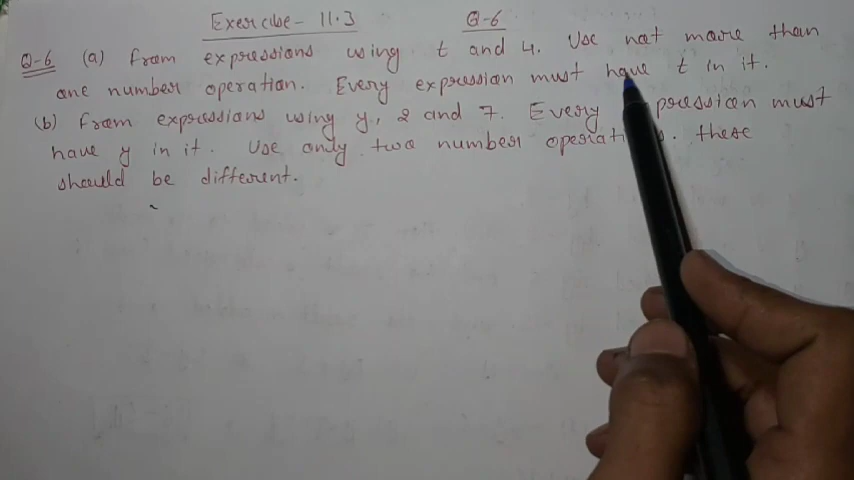 Exercise- 11.3 Q-6
Q-6 (a) from expressions using t and 4. Use not more than
one number operation. Every expression must have t in it.
(b) from expressions using y, 2 and 7. Every pression must
have y in it. Use only two number operati s. these
should be different.